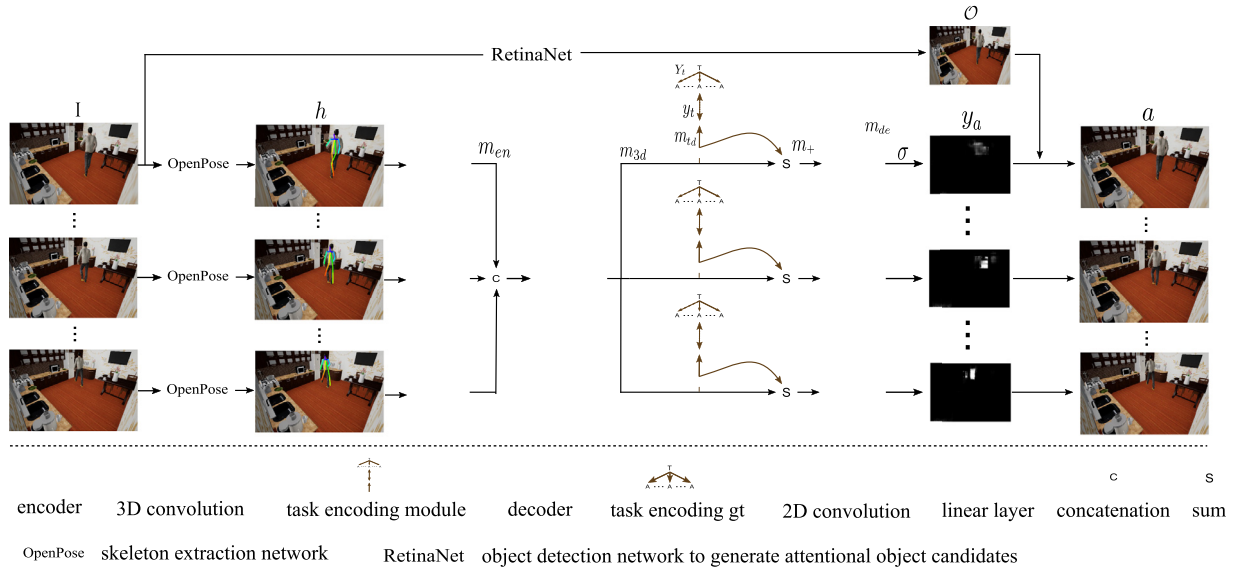 O
RetinaNet
I
h
Y_t
T
A ··· A ··· A
y_t
m_td
y_a
a
OpenPose
m_en
m_3d
S
m_+
m_de
σ
T
A ··· A ··· A
OpenPose
C
S
T
A ··· A ··· A
OpenPose
S
T
A ··· A ··· A
C
S
encoder 3D convolution task encoding module decoder task encoding gt 2D convolution linear layer concatenation sum
OpenPose skeleton extraction network RetinaNet object detection network to generate attentional object candidates